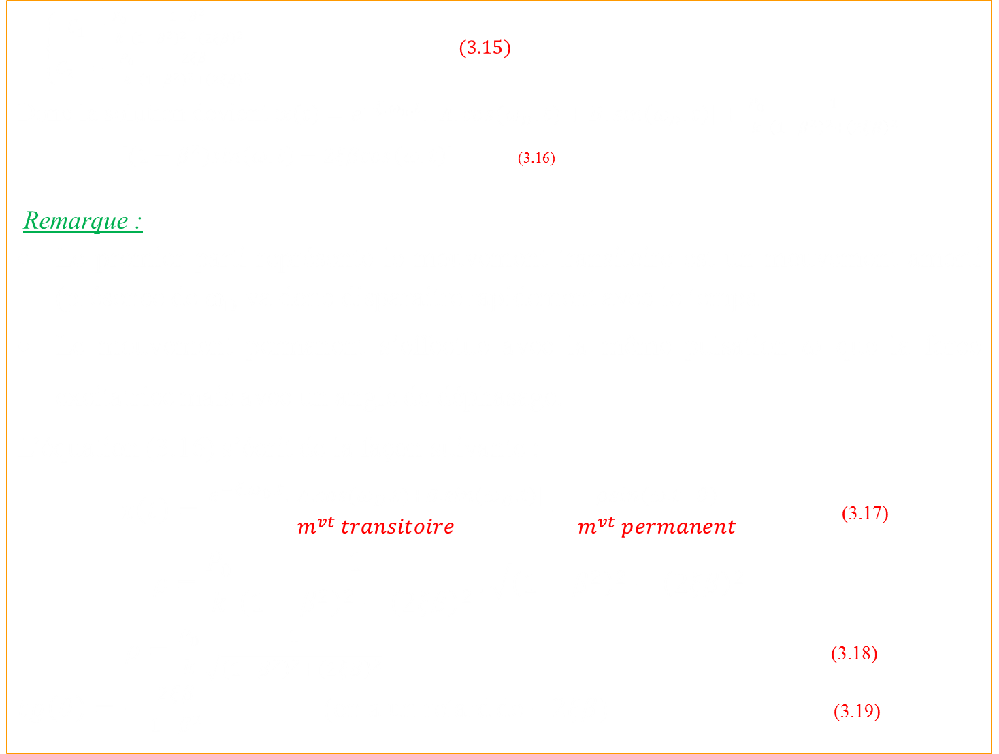 (3.15)
(3.16)
Remarque :
m^{vt} transitoire m^{vt} permanent (3.17)
(3.18)
(3.19)